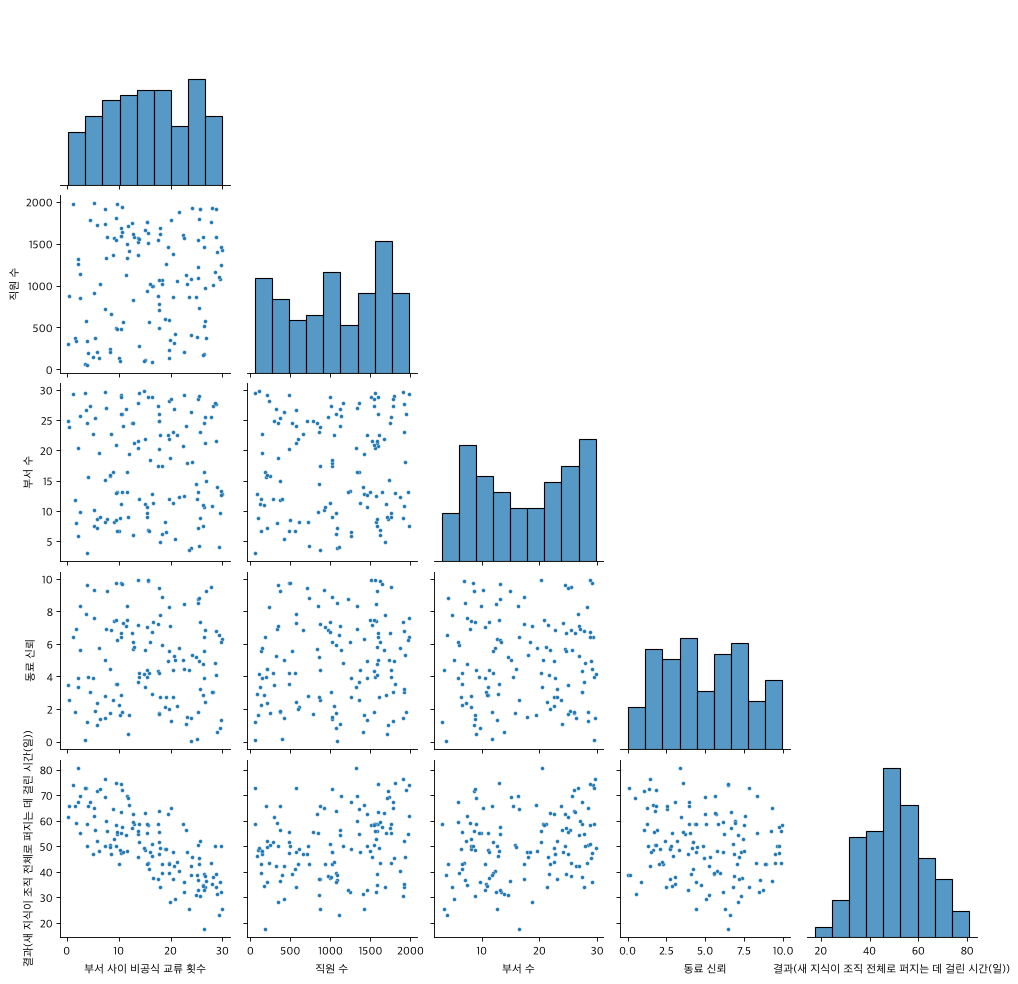 2000
1500
1000
500
0
직원 수
30
25
20
15
10
5
부서 수
10
8
6
4
2
0
동료 신뢰
80
70
60
50
40
30
20
결과(새 지식이 조직 전체로 퍼지는 데 걸린 시간(일))
0 10 20 30
부서 사이 비공식 교류 횟수
0 500 1000 1500 2000
직원 수
10 20 30
부서 수
0.0 2.5 5.0 7.5 10.0
동료 신뢰
20 40 60 80
결과(새 지식이 조직 전체로 퍼지는 데 걸린 시간(일))